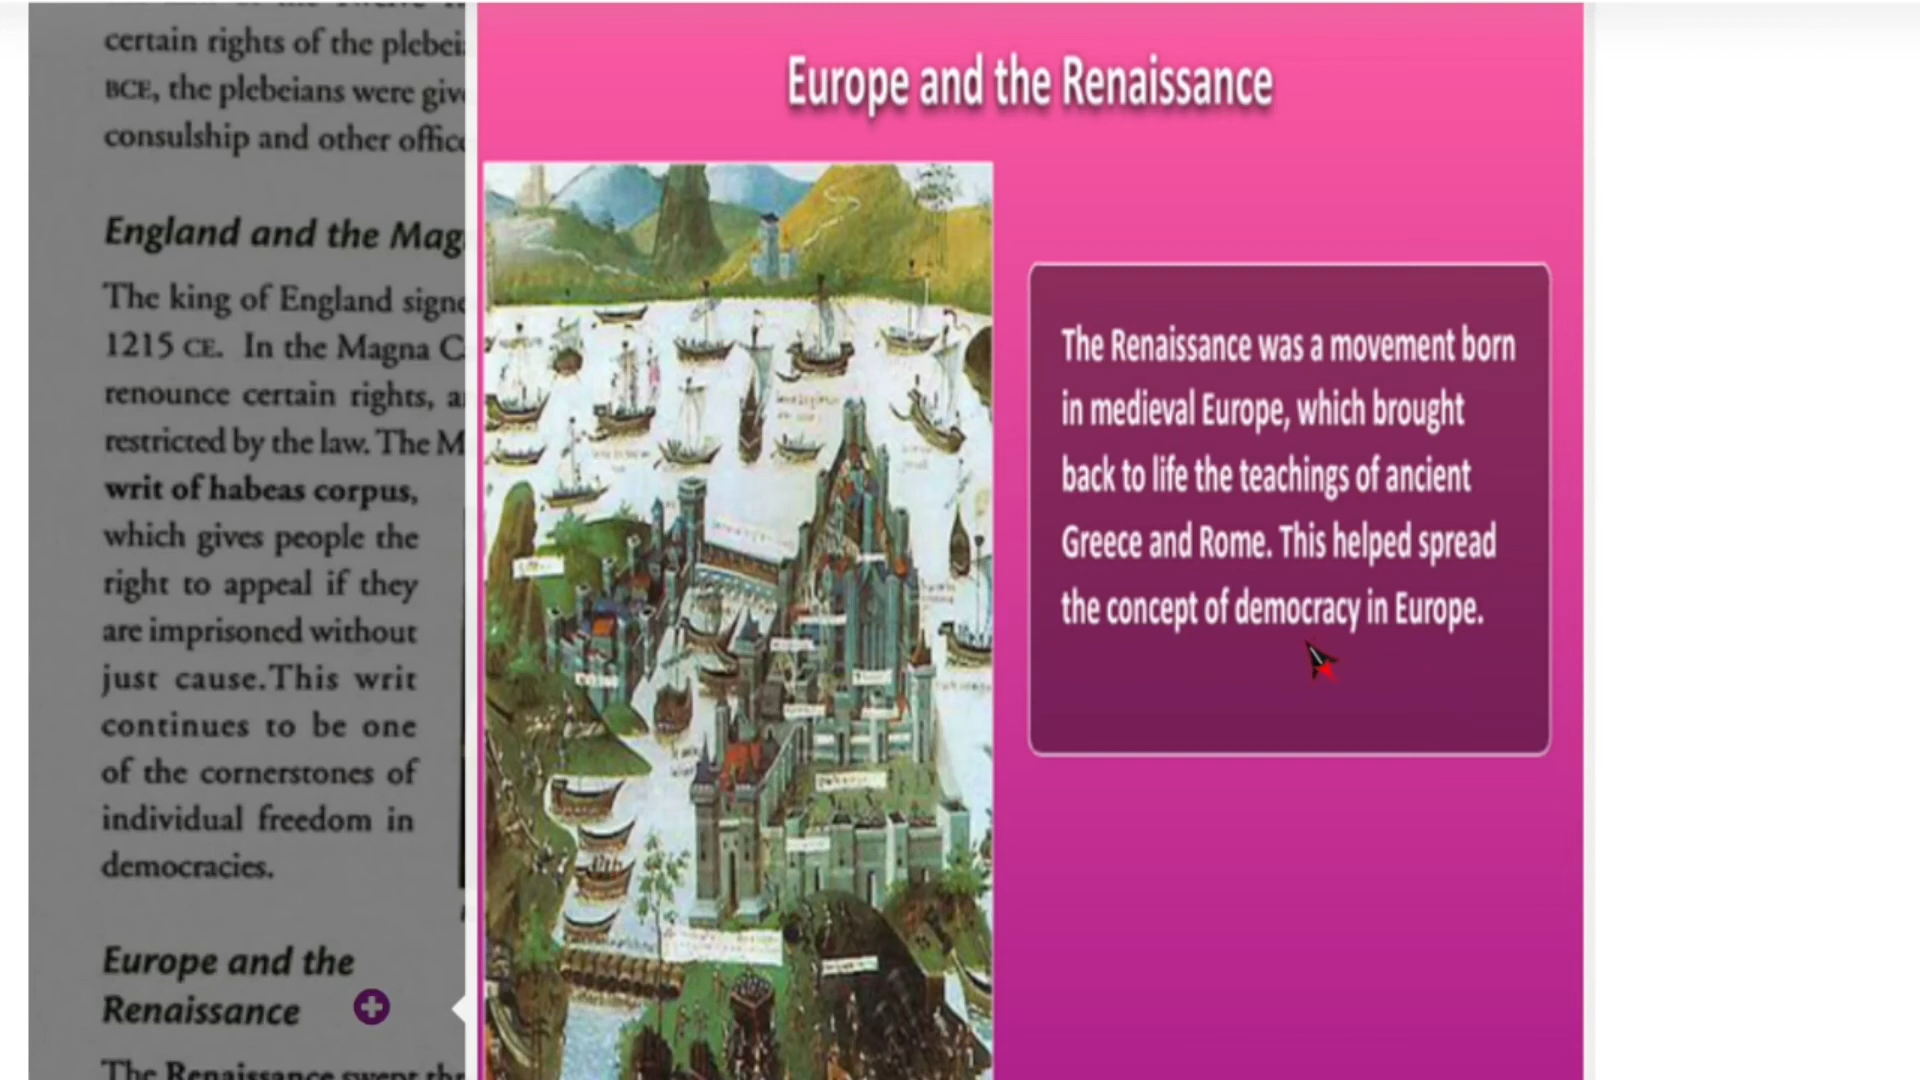 certain rights of the
BCE, the plebeians were
consulship and other
England and the
The king of England
1215 CE. In the Magna
renounce certain rights,
restricted by the law. The
writ of habeas corpus,
which gives people the
right to appeal if they
are imprisoned without
just cause.This writ
continues to be one
of the cornerstones of
individual freedom in
democracies.
Europe and the
Renaissance
The Renaissance swept
Europe and the Renaissance
The Renaissance was a movement born
in medieval Europe, which brought
back to life the teachings of ancient
Greece and Rome. This helped spread
the concept of democracy in Europe.